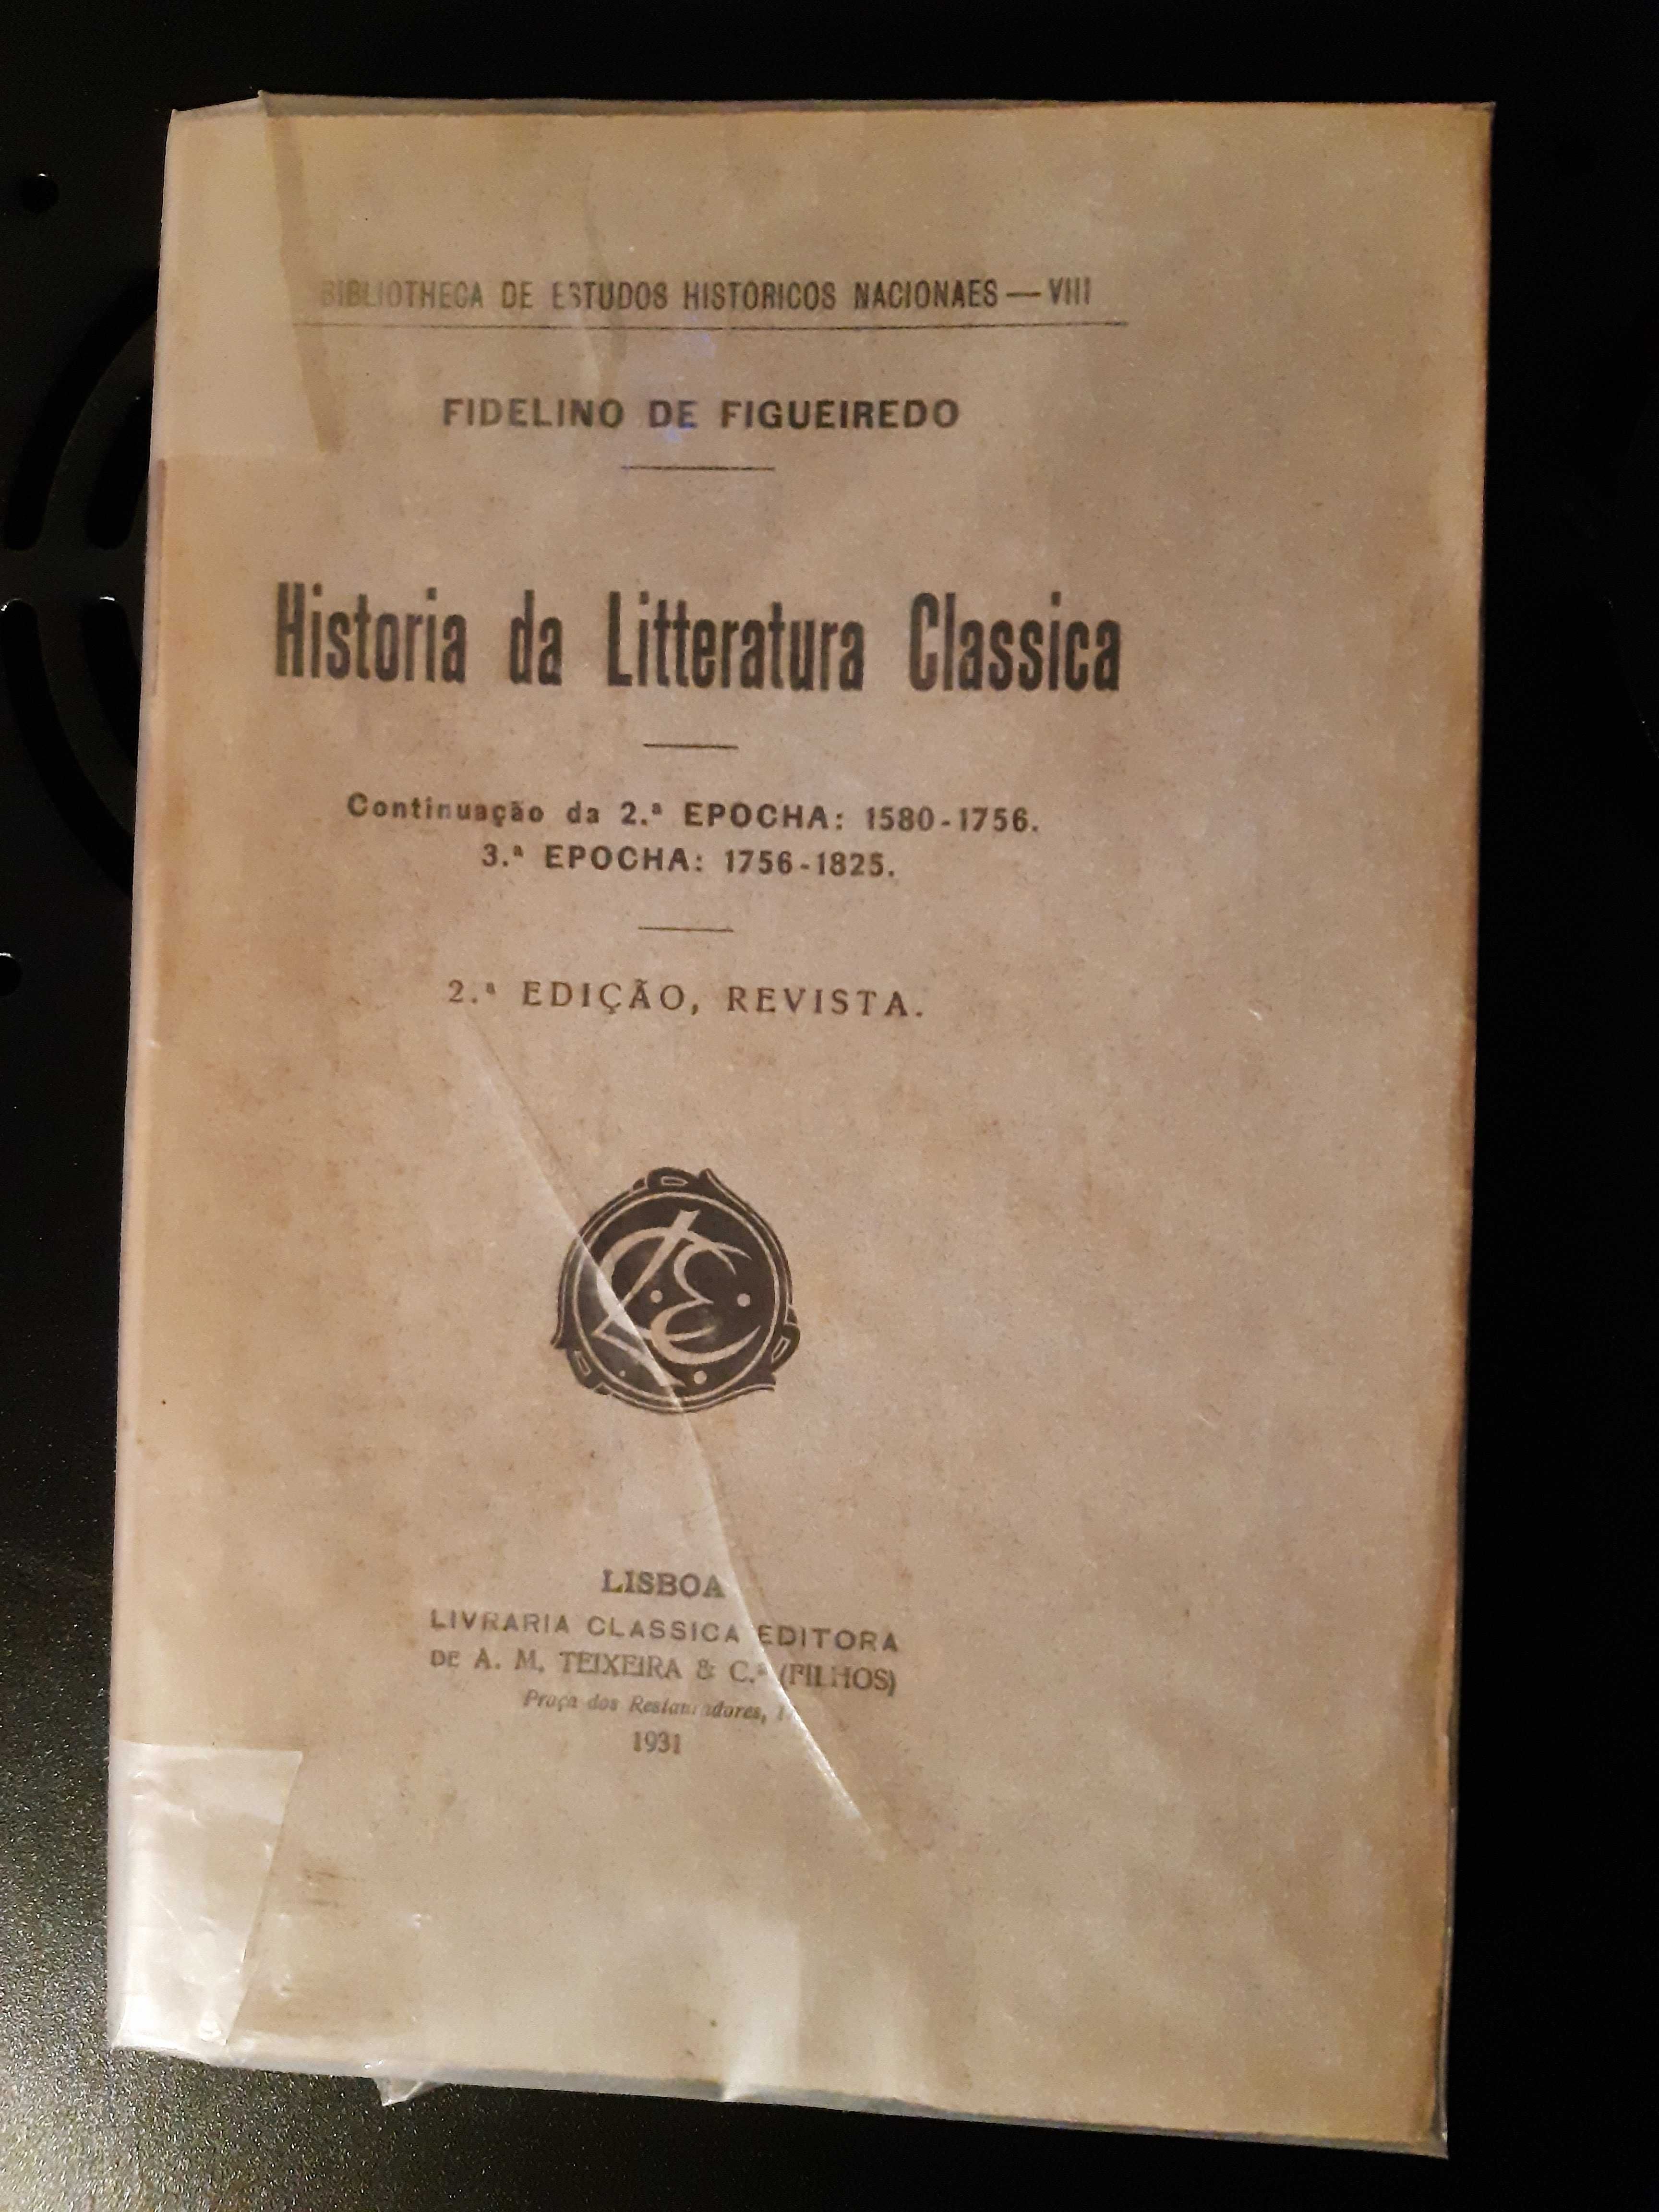 BIBLIOTHECA DE ESTUDOS HISTORICOS NACIONAES — VIII
FIDELINO DE FIGUEIREDO
Historia da Litteratura Classica
Continuação da 2.ª EPOCHA: 1580-1756.
3.ª EPOCHA: 1756-1825.
2.ª EDIÇÃO, REVISTA.
LISBOA
LIVRARIA CLASSICA EDITORA
DE A. M. TEIXEIRA & C.ª (FILHOS)
Praça dos Restauradores,
1931